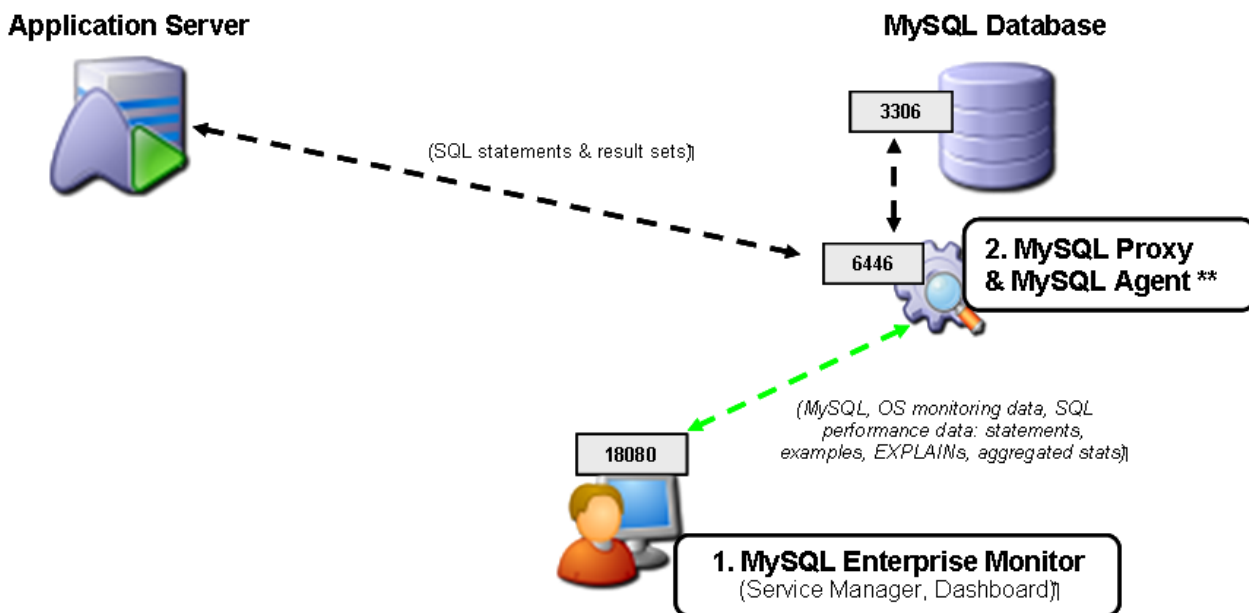 Application Server
MySQL Database
3306
(SQL statements & result sets)¶
6446
2. MySQL Proxy
& MySQL Agent **
(MySQL, OS monitoring data, SQL
performance data: statements,
examples, EXPLAINs, aggregated stats)¶
18080
1. MySQL Enterprise Monitor
(Service Manager, Dashboard)¶